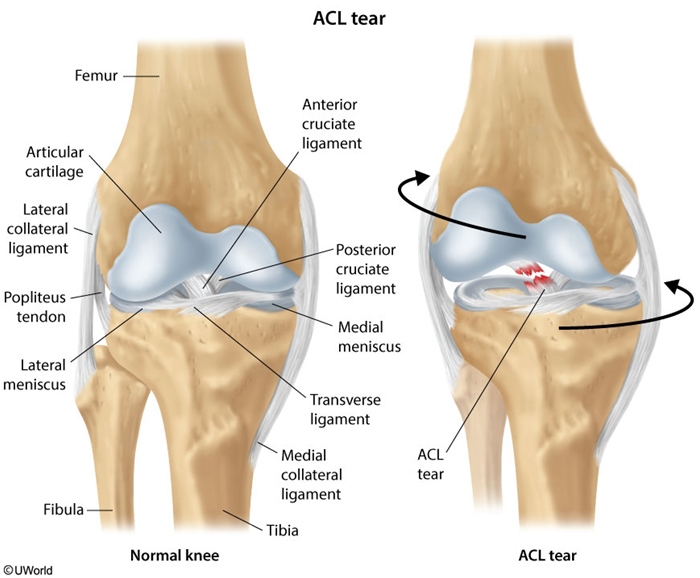 ACL tear
Femur
Anterior
cruciate
ligament
Articular
cartilage
Lateral
collateral
ligament
Posterior
cruciate
ligament
Popliteus
tendon
Medial
meniscus
Lateral
meniscus
Transverse
ligament
Medial
collateral
ligament
ACL
tear
Fibula
Tibia
Normal knee
ACL tear
©UWorld